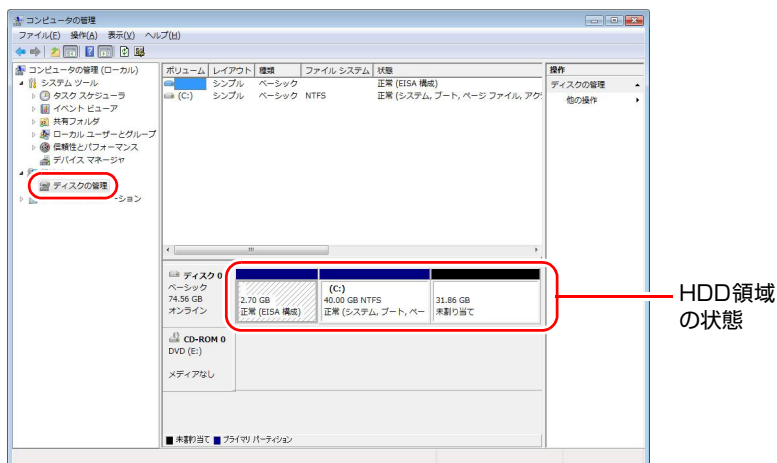 コンピュータの管理
ファイル(F) 操作(A) 表示(V) ヘルプ(H)
コンピュータの管理 (ローカル)
システム ツール
タスク スケジューラ
イベント ビューア
共有フォルダ
ローカル ユーザーとグループ
信頼性とパフォーマンス
デバイス マネージャ
ディスクの管理
ーション
ボリューム レイアウト 種類 ファイル システム 状態
シンプル ベーシック 正常 (EISA 構成)
(C:) シンプル ベーシック NTFS 正常 (システム, ブート, ページ ファイル, アク
操作
ディスクの管理
他の操作
ディスク 0
ベーシック
74.56 GB
オンライン
2.70 GB
正常 (EISA 構成)
(C:)
40.00 GB NTFS
正常 (システム, ブート, ペー
31.86 GB
未割り当て
CD-ROM 0
DVD (E:)
メディアなし
未割り当て プライマリ パーティション
HDD領域
の状態